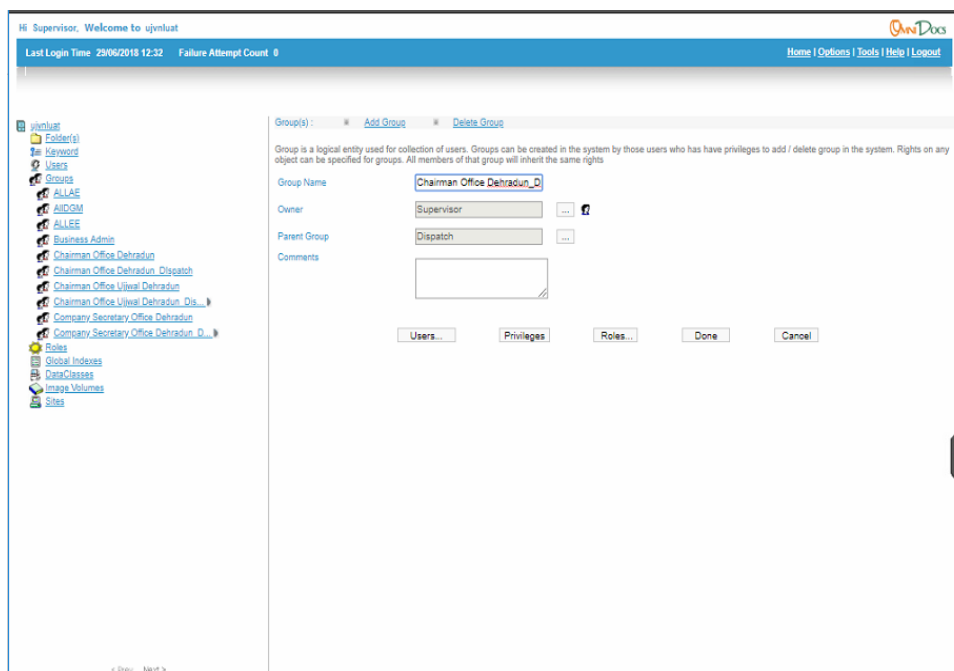 Hi Supervisor, Welcome to ujvnluat
OmniDocs
Last Login Time 29/06/2018 12:32 Failure Attempt Count 0
Home | Options | Tools | Help | Logout
ujvnluat
Folder(s)
Keyword
Users
Groups
ALLAE
AllDGM
ALLEE
Business Admin
Chairman Office Dehradun
Chairman Office Dehradun_DIspatch
Chairman Office Ujjwal Dehradun
Chairman Office Ujjwal Dehradun_Dis...
Company Secretary Office Dehradun
Company Secretary Office Dehradun_D...
Roles
Global Indexes
DataClasses
Image Volumes
Sites
< Prev Next >
Group(s) : Add Group Delete Group
Group is a logical entity used for collection of users. Groups can be created in the system by those users who has have privileges to add / delete group in the system. Rights on any
object can be specified for groups. All members of that group will inherit the same rights
Group Name Chairman Office Dehradun_D
Owner Supervisor ...
Parent Group Dispatch ...
Comments
Users... Privileges Roles... Done Cancel